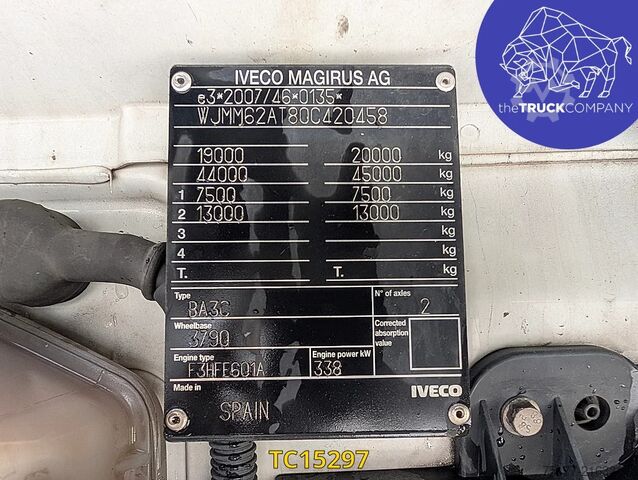 IVECO MAGIRUS AG
e3*2007/46*0135*
WJMM62AT80C420458
19000 20000 kg
44000 45000 kg
1 7500 7500 kg
2 13000 13000 kg
3 kg
4 kg
T. T. kg
Type BA3C N° of axles 2
Wheelbase 3790 Corrected absorption value
Engine type F3HFE601A Engine power kW 338
Made in SPAIN IVECO
theTRUCKCOMPANY
TC15297